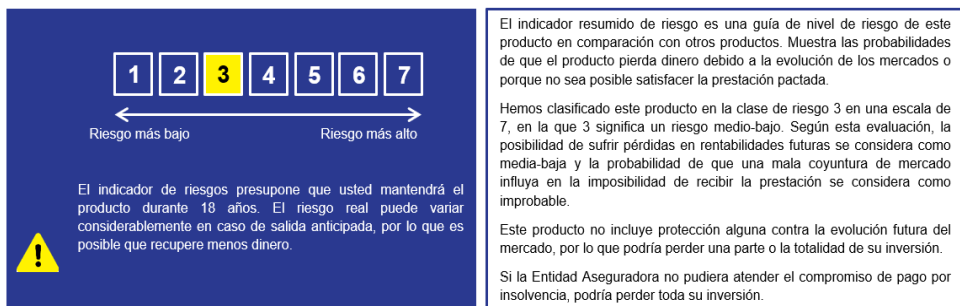 1 2 3 4 5 6 7
Riesgo más bajo Riesgo más alto
El indicador de riesgos presupone que usted mantendrá el
producto durante 18 años. El riesgo real puede variar
considerablemente en caso de salida anticipada, por lo que es
posible que recupere menos dinero.
!
El indicador resumido de riesgo es una guía de nivel de riesgo de este
producto en comparación con otros productos. Muestra las probabilidades
de que el producto pierda dinero debido a la evolución de los mercados o
porque no sea posible satisfacer la prestación pactada.
Hemos clasificado este producto en la clase de riesgo 3 en una escala de
7, en la que 3 significa un riesgo medio-bajo. Según esta evaluación, la
posibilidad de sufrir pérdidas en rentabilidades futuras se considera como
media-baja y la probabilidad de que una mala coyuntura de mercado
influya en la imposibilidad de recibir la prestación se considera como
improbable.
Este producto no incluye protección alguna contra la evolución futura del
mercado, por lo que podría perder una parte o la totalidad de su inversión.
Si la Entidad Aseguradora no pudiera atender el compromiso de pago por
insolvencia, podría perder toda su inversión.